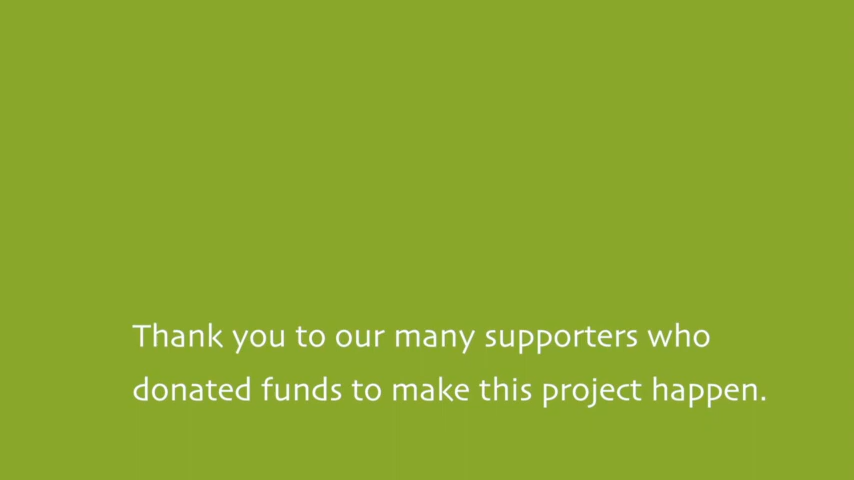 Thank you to our many supporters who
donated funds to make this project happen.